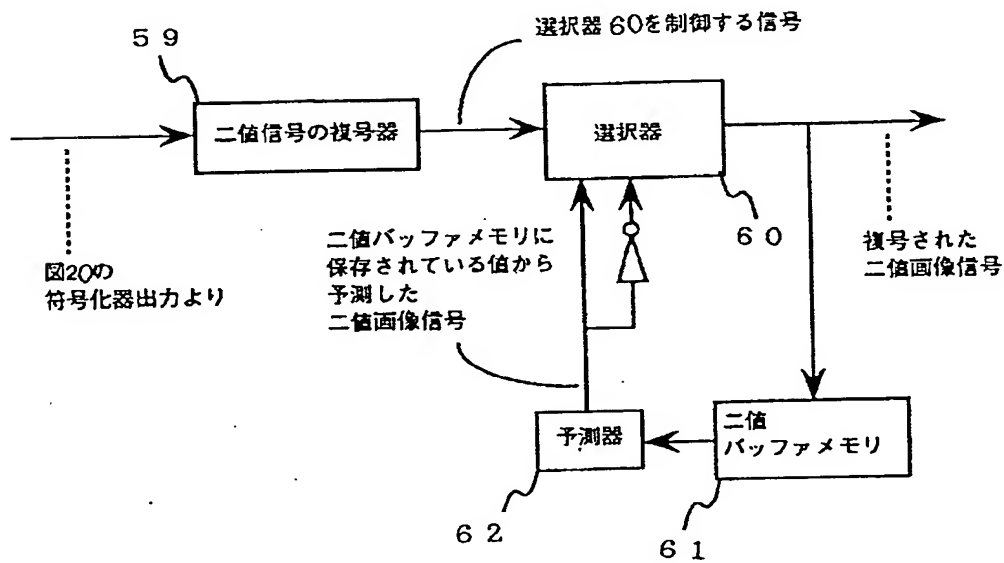 ５９
選択器60を制御する信号
二値信号の複号器
選択器
６０
図20の
符号化器出力より
二値バッファメモリに
保存されている値から
予測した
二値画像信号
複号された
二値画像信号
予測器
二値
バッファメモリ
６２
６１